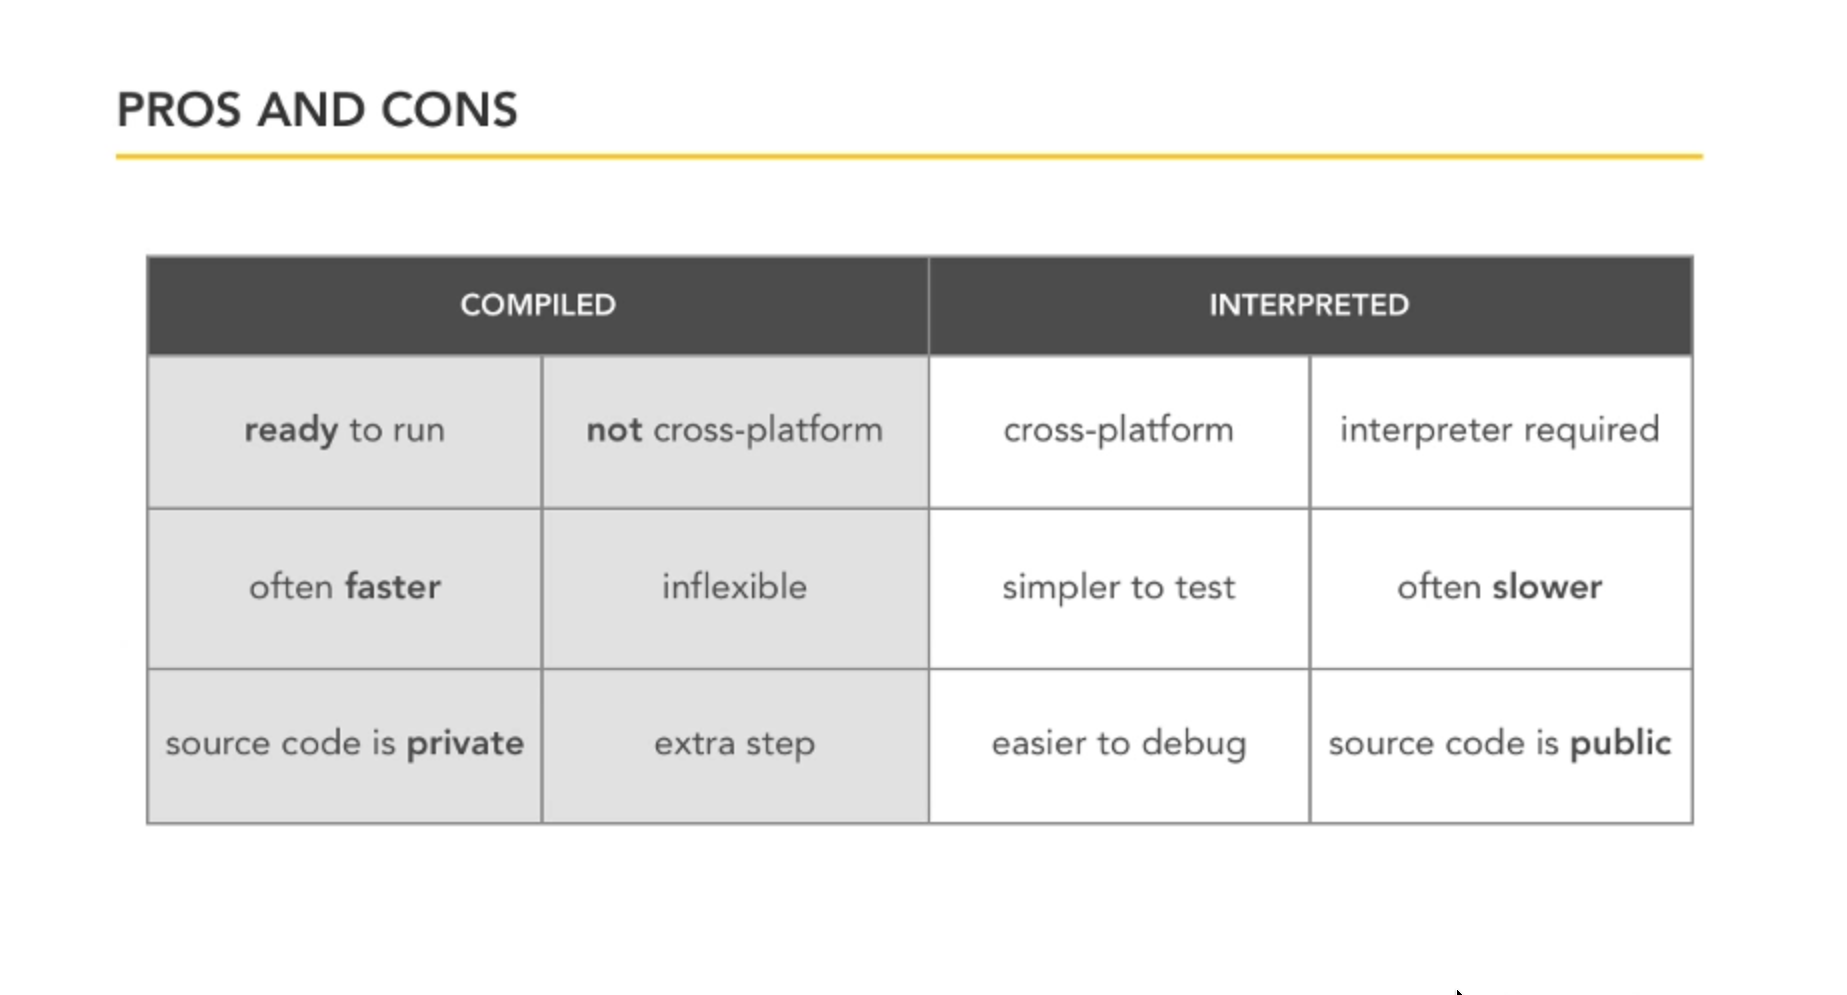 PROS AND CONS
COMPILED
INTERPRETED
ready to run
not cross-platform
cross-platform
interpreter required
often faster
inflexible
simpler to test
often slower
source code is private
extra step
easier to debug
source code is public